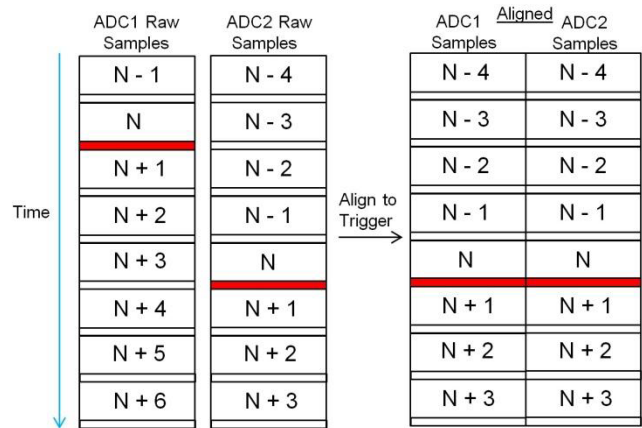 ADC1 Raw
Samples
ADC2 Raw
Samples
Aligned
ADC1
Samples
ADC2
Samples
N - 1
N - 4
N - 4
N - 4
N
N - 3
N - 3
N - 3
N + 1
N - 2
N - 2
N - 2
Time
N + 2
N - 1
Align to
Trigger
N - 1
N - 1
N + 3
N
N
N
N + 4
N + 1
N + 1
N + 1
N + 5
N + 2
N + 2
N + 2
N + 6
N + 3
N + 3
N + 3